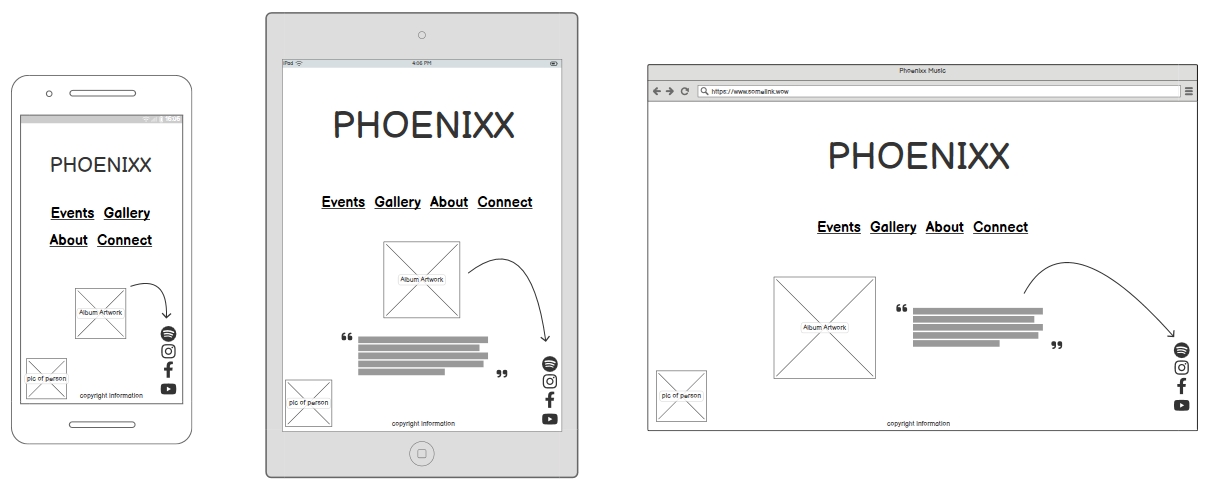 16:06
PHOENIXX
Events Gallery
About Connect
Album Artwork
pic of person
copyright information
iPad 4:06 PM
PHOENIXX
Events Gallery About Connect
Album Artwork
“
”
pic of person
copyright information
Phoenixx Music
https://www.somelink.wow
PHOENIXX
Events Gallery About Connect
Album Artwork
“
”
pic of person
copyright information